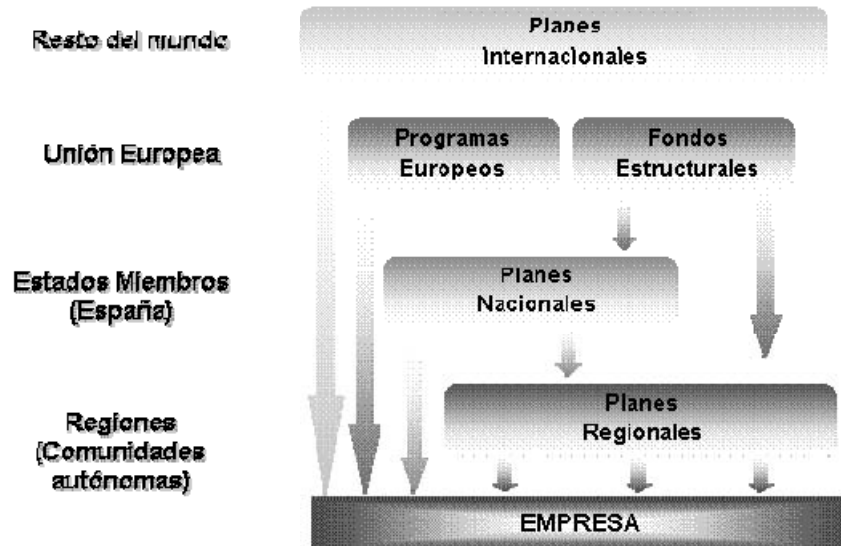 Resto del mundo
Planes
Internacionales
Unión Europea
Programas
Europeos
Fondos
Estructurales
Estados Miembros
(España)
Planes
Nacionales
Regiones
(Comunidades
autónomas)
Planes
Regionales
EMPRESA